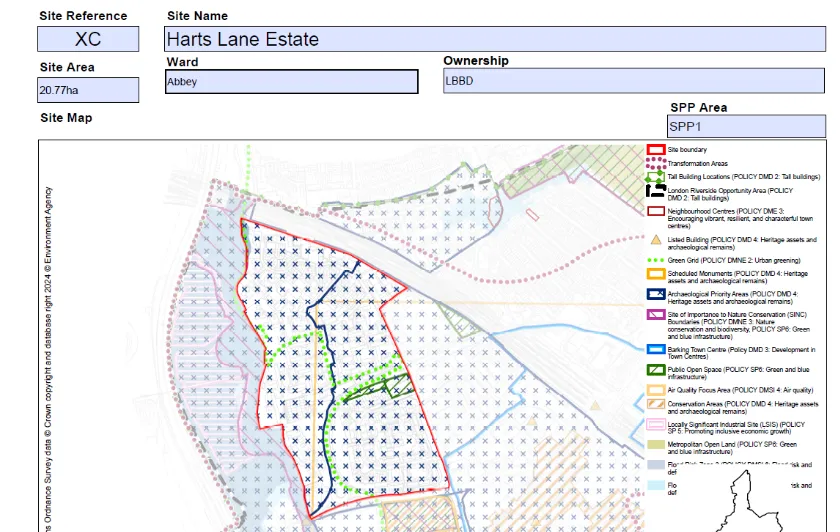 Site Reference
Site Name
XC
Harts Lane Estate
Site Area
Ward
Ownership
20.77ha
Abbey
LBBD
SPP Area
Site Map
SPP1
Site boundary
Transformation Areas
Tall Building Locations (POLICY DMD 2: Tall buildings)
London Riverside Opportunity Area (POLICY
DMD 2: Tall buildings)
Neighbourhood Centres (POLICY DME 3:
Encouraging vibrant, resilient, and characterful town
centres)
Listed Building (POLICY DMD 4: Heritage assets and
archaeological remains)
Green Grid (POLICY DMNE 2: Urban greening)
Scheduled Monuments (POLICY DMD 4: Heritage
assets and archaeological remains)
Archaeological Priority Areas (POLICY DMD 4:
Heritage assets and archaeological remains)
Site of Importance to Nature Conservation (SINC)
Boundaries (POLICY DMNE 3: Nature
conservation and biodiversity, POLICY SP6: Green
and blue infrastructure)
Barking Town Centre (Policy DMD 3: Development in
Town Centres)
Public Open Space (POLICY SP6: Green and blue
infrastructure)
Air Quality Focus Area (POLICY DMSI 4: Air quality)
Conservation Areas (POLICY DMD 4: Heritage assets
and archaeological remains)
Locally Significant Industrial Site (LSIS) (POLICY
SP 5: Promoting inclusive economic growth)
Metropolitan Open Land (POLICY SP6: Green
and blue infrastructure)
def
Flo
isk and
def
s Ordnance Survey data © Crown copyright and database right 2024 © Environment Agency